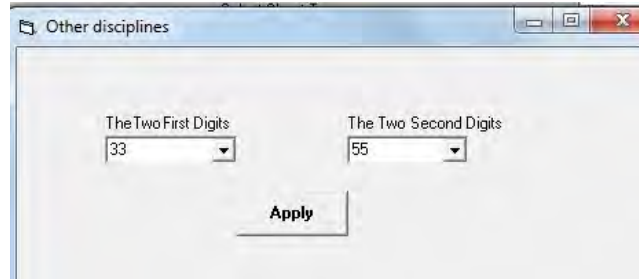 Other disciplines
The Two First Digits
The Two Second Digits
33
55
Apply